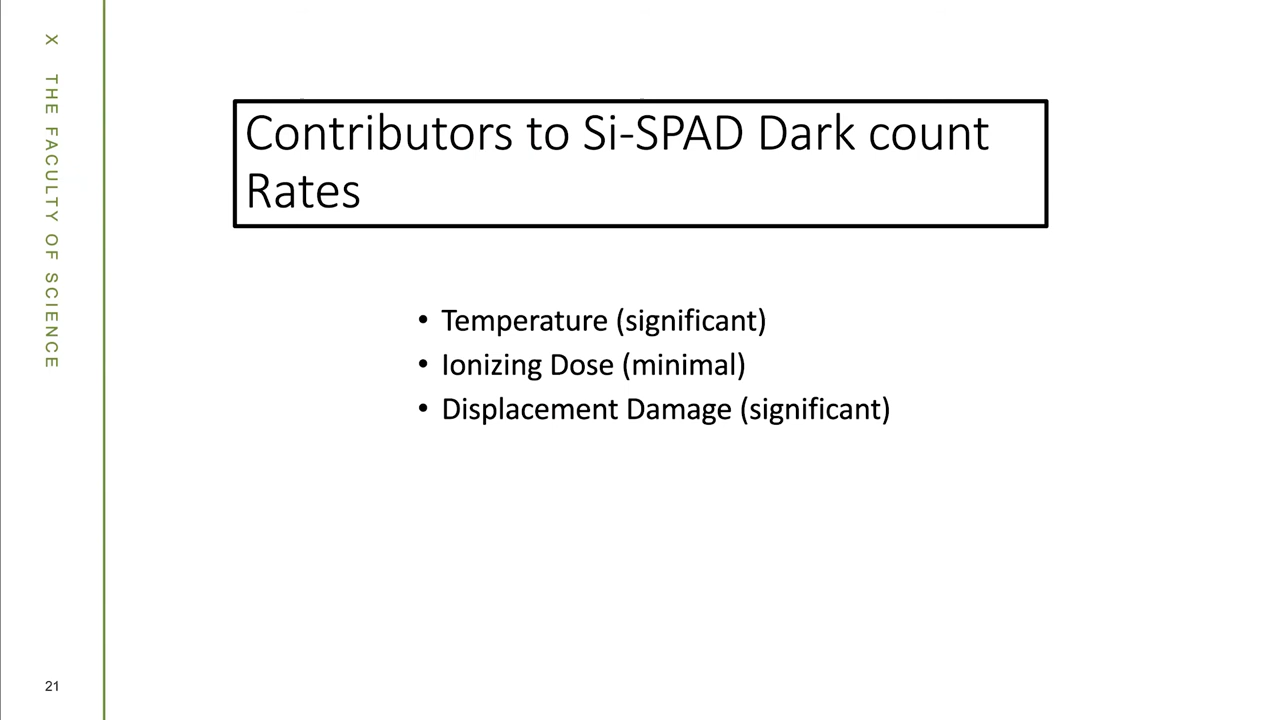 X THE FACULTY OF SCIENCE
Contributors to Si-SPAD Dark count
Rates
• Temperature (significant)
• Ionizing Dose (minimal)
• Displacement Damage (significant)
21